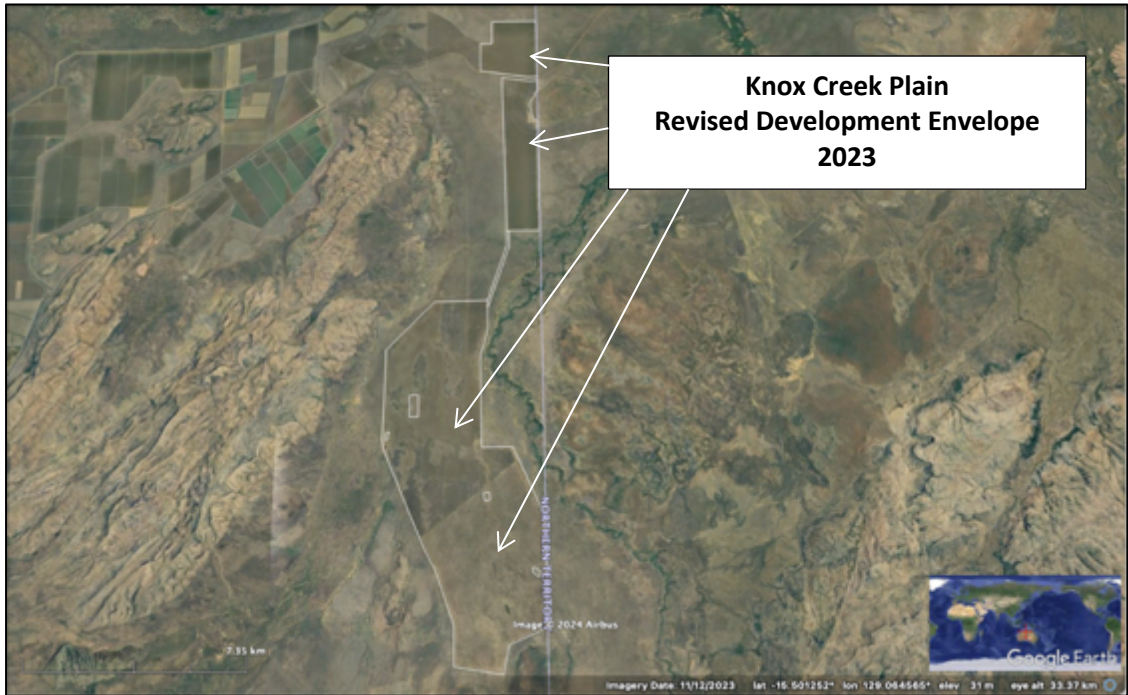 Knox Creek Plain
Revised Development Envelope
2023
NORTHERN TERRITORY
Image © 2024 Airbus
7.35 km
Google Earth
Imagery Date: 11/12/2023 lat -15.501252° lon 129.064565° elev 31 m eye alt 33.37 km